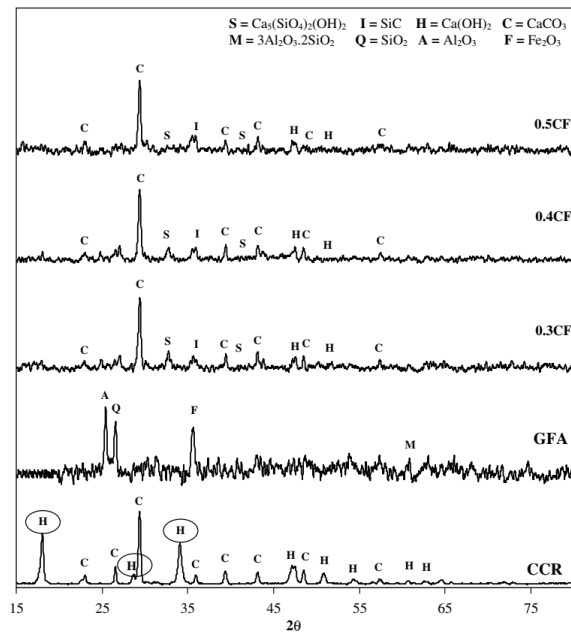 S = Ca₅(SiO₄)₂(OH)₂ I = SiC H = Ca(OH)₂ C = CaCO₃
M = 3Al₂O₃.2SiO₂ Q = SiO₂ A = Al₂O₃ F = Fe₂O₃
C
0.5CF
C S I C C H C H C
C
0.4CF
C S I C S C H C H C
C
0.3CF
C S I C S C H C H C
A Q F
GFA
M
C
H H
C H C C C H C H H C H H
CCR
15 25 35 45 55 65 75
2θ